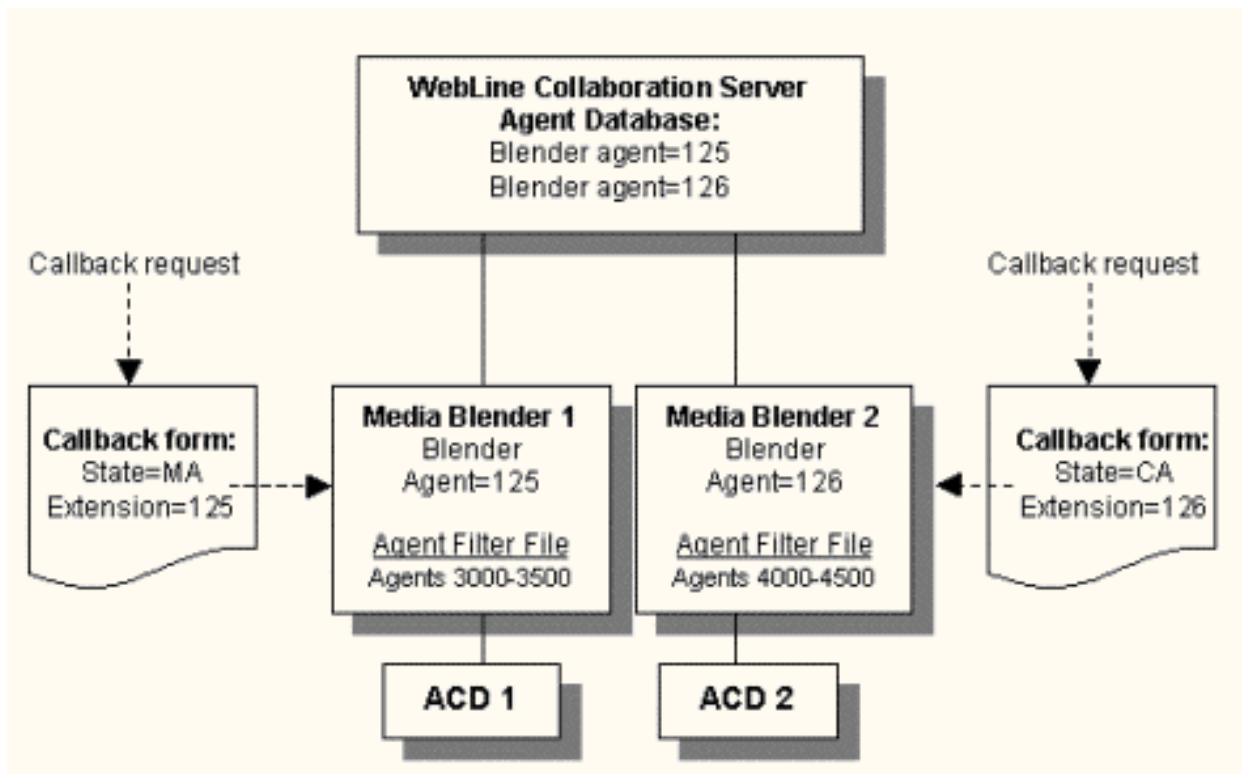 WebLine Collaboration Server
Agent Database:
Blender agent=125
Blender agent=126
Callback request
Callback request
Callback form:
State=MA
Extension=125
Media Blender 1
Blender
Agent=125
Agent Filter File
Agents 3000-3500
Media Blender 2
Blender
Agent=126
Agent Filter File
Agents 4000-4500
Callback form:
State=CA
Extension=126
ACD 1
ACD 2